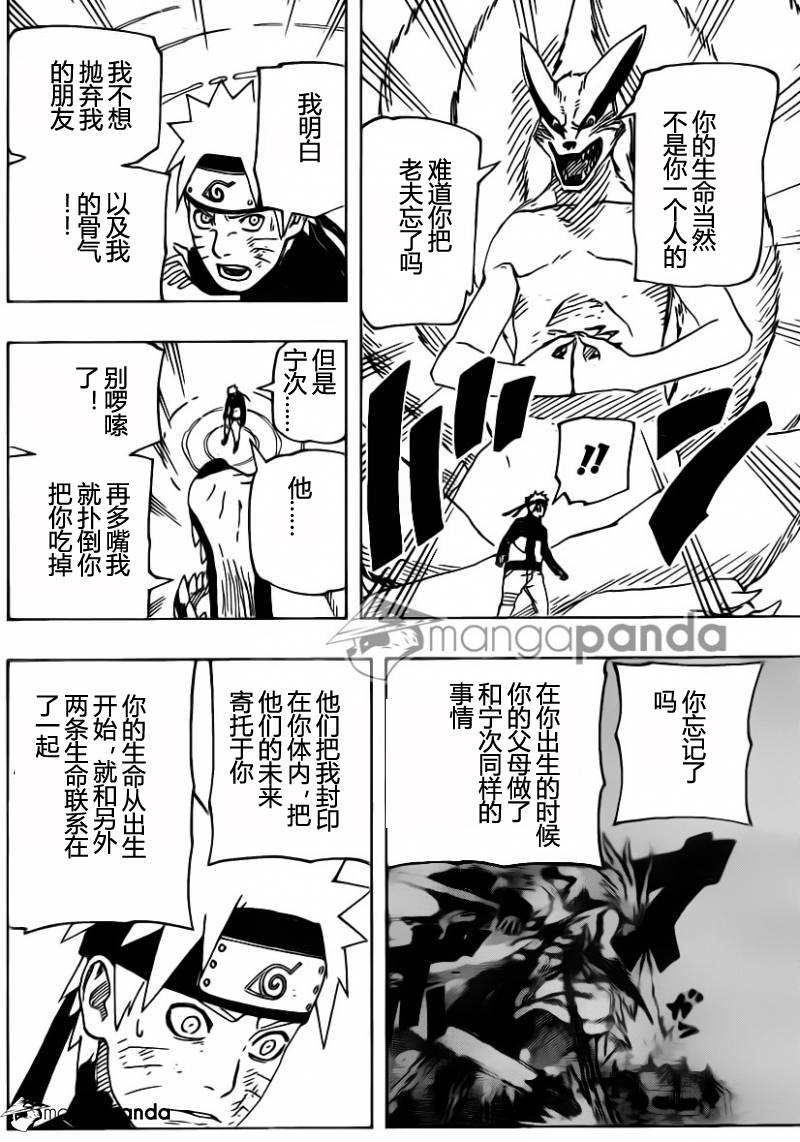 你的生命当然
不是你一个人的
难道你把
老夫忘了吗
!!
我明白
我不想
抛弃我
的朋友
以及我
的骨气
!!
但是
宁次……
他……
别啰嗦
了!
再多嘴我
就扑倒你
把你吃掉
你忘记了
吗
在你出生的时候
你的父母做了
和宁次同样的
事情
他们把我封印
在你体内,把
他们的未来
寄托于你
你的生命从出生
开始,就和另外
两条生命联系在
了一起
mangapanda
mangapanda